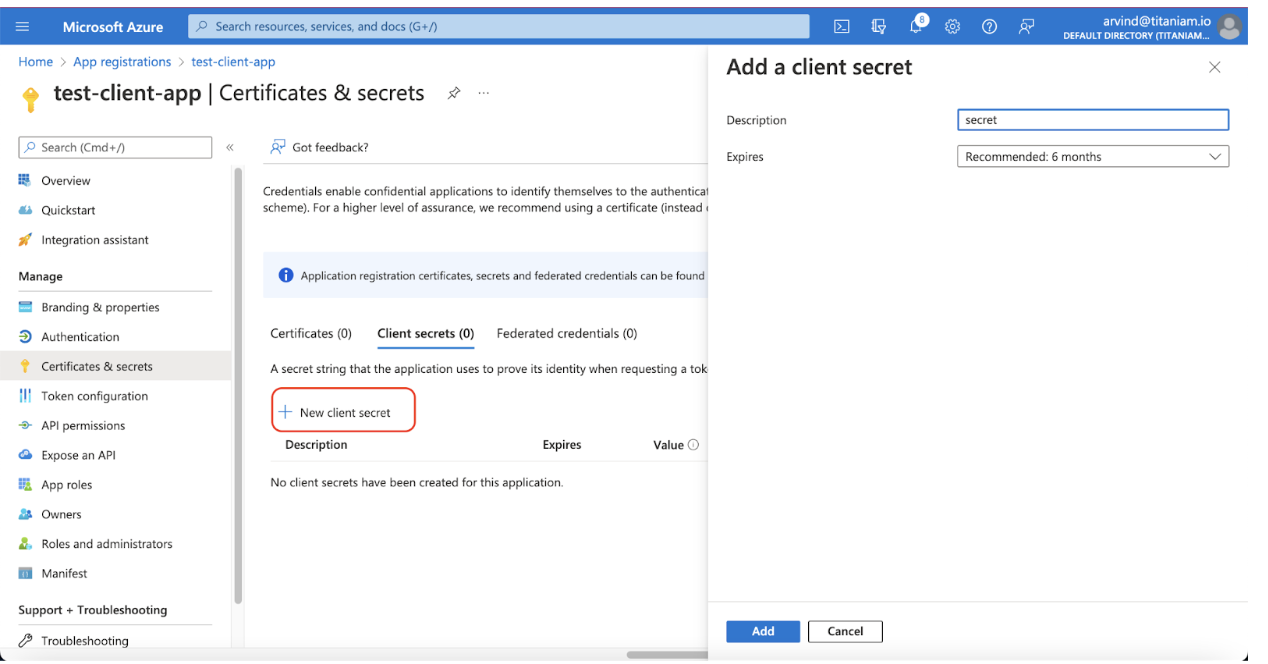 Microsoft Azure
Search resources, services, and docs (G+/)
8
arvind@titaniam.io
DEFAULT DIRECTORY (TITANIAM...
Home > App registrations > test-client-app
test-client-app | Certificates & secrets
...
Search (Cmd+/)
«
Overview
Quickstart
Integration assistant
Manage
Branding & properties
Authentication
Certificates & secrets
Token configuration
API permissions
Expose an API
App roles
Owners
Roles and administrators
Manifest
Support + Troubleshooting
Troubleshooting
Got feedback?
Credentials enable confidential applications to identify themselves to the authenticat
scheme). For a higher level of assurance, we recommend using a certificate (instead
Application registration certificates, secrets and federated credentials can be found
Certificates (0) Client secrets (0) Federated credentials (0)
A secret string that the application uses to prove its identity when requesting a tok
+ New client secret
Description Expires Value
No client secrets have been created for this application.
Add a client secret
Description secret
Expires Recommended: 6 months
Add Cancel